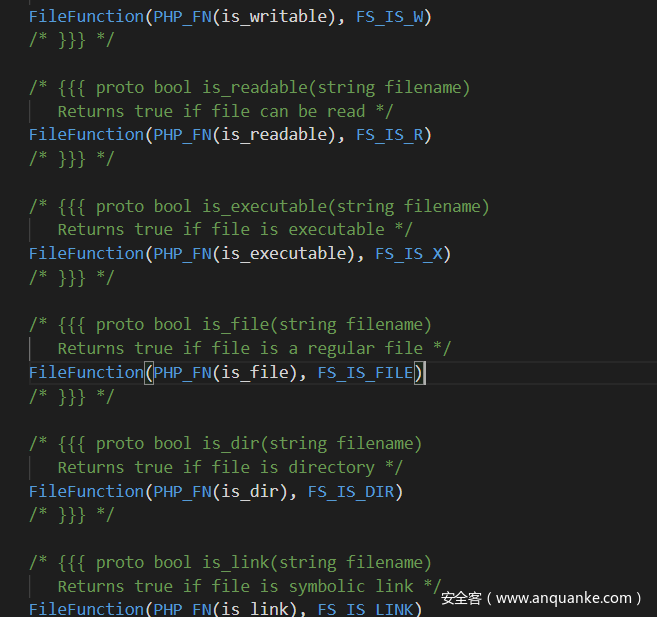 FileFunction(PHP_FN(is_writable), FS_IS_W)
/* }}} */
/* {{{ proto bool is_readable(string filename)
Returns true if file can be read */
FileFunction(PHP_FN(is_readable), FS_IS_R)
/* }}} */
/* {{{ proto bool is_executable(string filename)
Returns true if file is executable */
FileFunction(PHP_FN(is_executable), FS_IS_X)
/* }}} */
/* {{{ proto bool is_file(string filename)
Returns true if file is a regular file */
FileFunction(PHP_FN(is_file), FS_IS_FILE)
/* }}} */
/* {{{ proto bool is_dir(string filename)
Returns true if file is directory */
FileFunction(PHP_FN(is_dir), FS_IS_DIR)
/* }}} */
/* {{{ proto bool is_link(string filename)
Returns true if file is symbolic link */
FileFunction(PHP_FN(is_link), FS_IS_LINK)
安全客（www.anquanke.com）